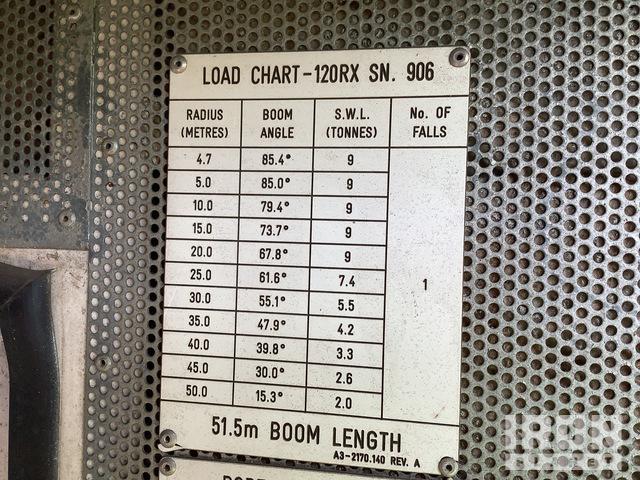 LOAD CHART-120RX SN. 906
RADIUS (METRES) BOOM ANGLE S.W.L. (TONNES) No. OF FALLS
4.7 85.4° 9
5.0 85.0° 9
10.0 79.4° 9
15.0 73.7° 9
20.0 67.8° 9
25.0 61.6° 7.4
30.0 55.1° 5.5
35.0 47.9° 4.2
40.0 39.8° 3.3
45.0 30.0° 2.6
50.0 15.3° 2.0
1
51.5m BOOM LENGTH
A3-2170.140 REV. A
IRON